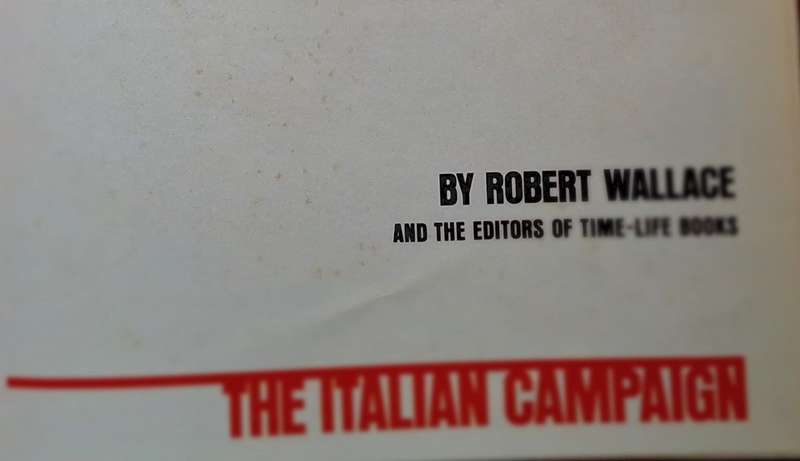 BY ROBERT WALLACE
AND THE EDITORS OF TIME-LIFE BOOKS
THE ITALIAN CAMPAIGN